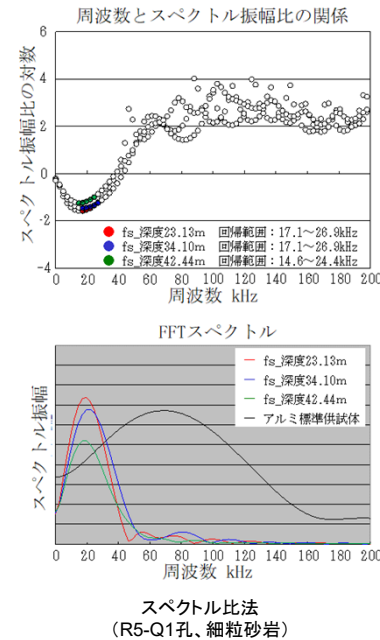 周波数とスペクトル振幅比の関係
スペクトル振幅比の対数
6
4
2
0
-2
-4
fs_深度23.13m 回帰範囲：17.1～26.9kHz
fs_深度34.10m 回帰範囲：17.1～26.9kHz
fs_深度42.44m 回帰範囲：14.6～24.4kHz
0 20 40 60 80 100 120 140 160 180 200
周波数 kHz
FFTスペクトル
スペクトル振幅
fs_深度23.13m
fs_深度34.10m
fs_深度42.44m
アルミ標準供試体
0 20 40 60 80 100 120 140 160 180 200
周波数 kHz
スペクトル比法
（R5-Q1孔、細粒砂岩）